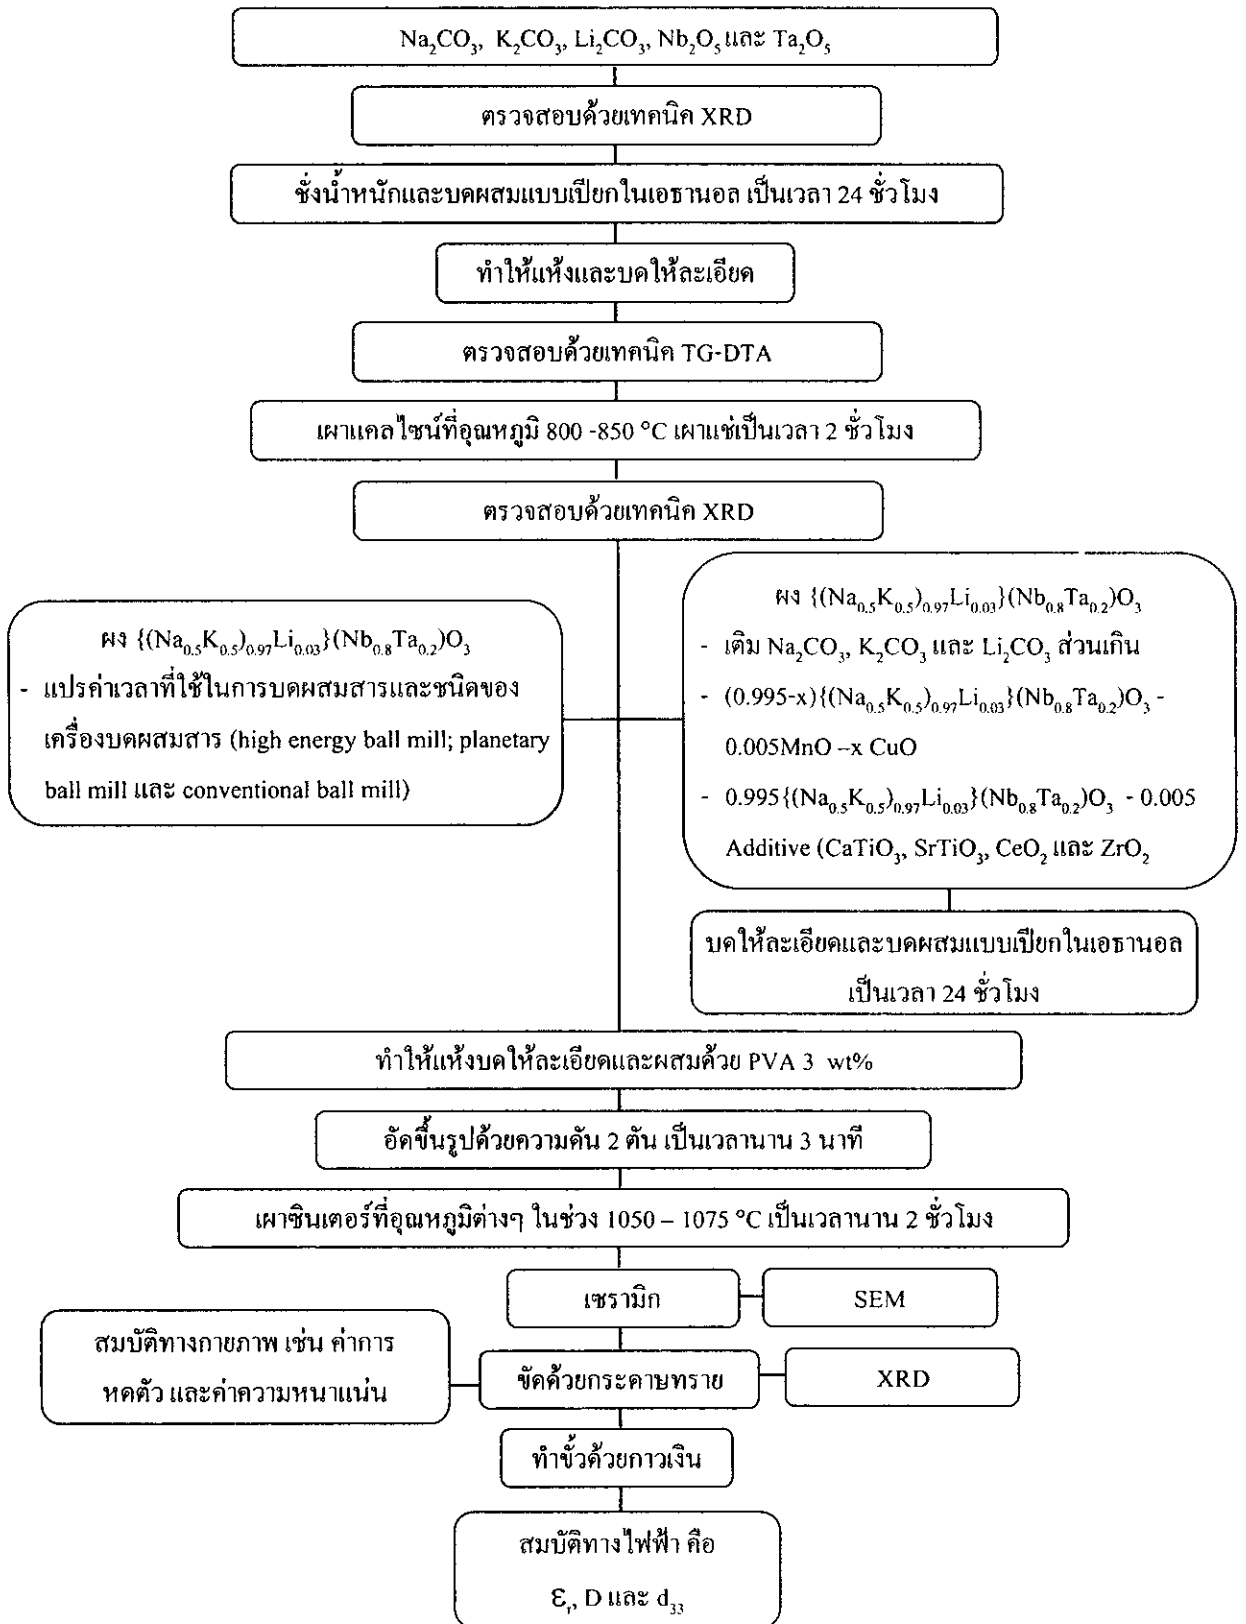 Na₂CO₃, K₂CO₃, Li₂CO₃, Nb₂O₅ และ Ta₂O₅
ตรวจสอบด้วยเทคนิค XRD
ชั่งน้ำหนักและบดผสมแบบเปียกในเอธานอล เป็นเวลา 24 ชั่วโมง
ทำให้แห้งและบดให้ละเอียด
ตรวจสอบด้วยเทคนิค TG-DTA
เผาแคลไซน์ที่อุณหภูมิ 800 -850 °C เผาแช่เป็นเวลา 2 ชั่วโมง
ตรวจสอบด้วยเทคนิค XRD
ผง {(Na₀.₅K₀.₅)₀.₉₇Li₀.₀₃}(Nb₀.₈Ta₀.₂)O₃
- แปรค่าเวลาที่ใช้ในการบดผสมสารและชนิดของ
เครื่องบดผสมสาร (high energy ball mill; planetary
ball mill และ conventional ball mill)
ผง {(Na₀.₅K₀.₅)₀.₉₇Li₀.₀₃}(Nb₀.₈Ta₀.₂)O₃
- เติม Na₂CO₃, K₂CO₃ และ Li₂CO₃ ส่วนเกิน
- (0.995-x){(Na₀.₅K₀.₅)₀.₉₇Li₀.₀₃}(Nb₀.₈Ta₀.₂)O₃ -
0.005MnO –x CuO
- 0.995{(Na₀.₅K₀.₅)₀.₉₇Li₀.₀₃}(Nb₀.₈Ta₀.₂)O₃ - 0.005
Additive (CaTiO₃, SrTiO₃, CeO₂ และ ZrO₂
บดให้ละเอียดและบดผสมแบบเปียกในเอธานอล
เป็นเวลา 24 ชั่วโมง
ทำให้แห้งบดให้ละเอียดและผสมด้วย PVA 3 wt%
อัดขึ้นรูปด้วยความดัน 2 ตัน เป็นเวลานาน 3 นาที
เผาซินเตอร์ที่อุณหภูมิต่างๆ ในช่วง 1050 – 1075 °C เป็นเวลานาน 2 ชั่วโมง
เซรามิก
SEM
สมบัติทางกายภาพ เช่น ค่าการ
หดตัว และค่าความหนาแน่น
ขัดด้วยกระดาษทราย
XRD
ทำขั้วด้วยกาวเงิน
สมบัติทางไฟฟ้า คือ
εᵣ, D และ d₃₃